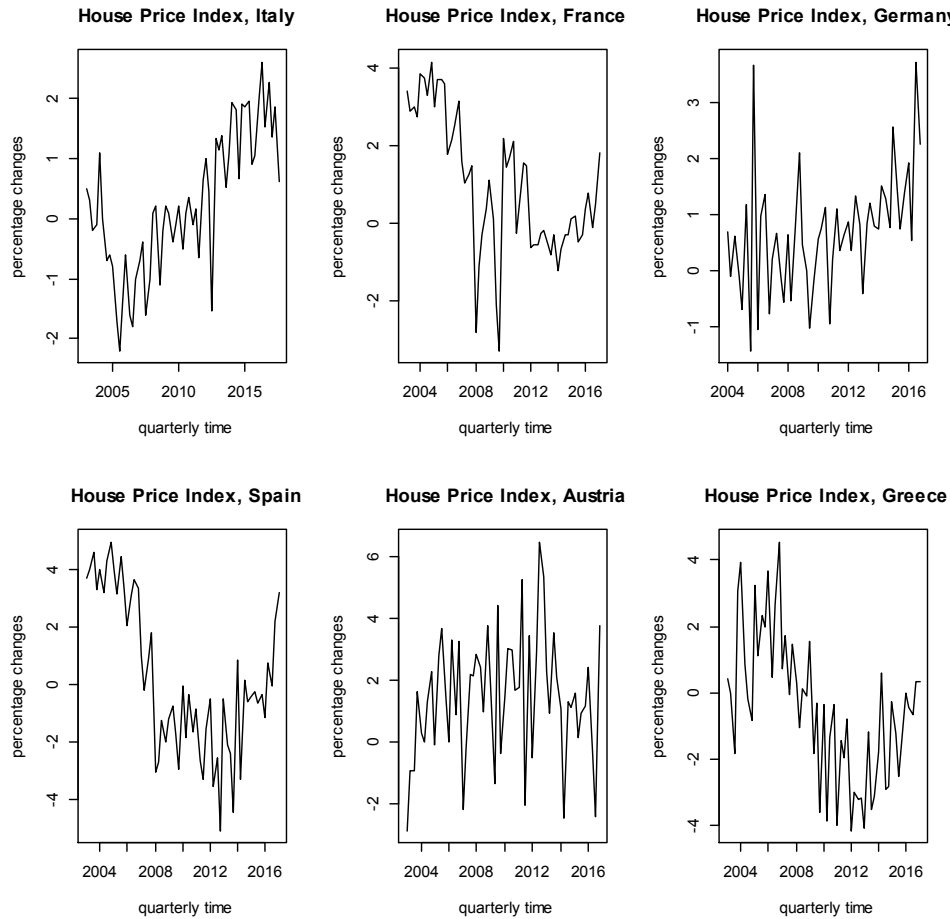 House Price Index, Italy
percentage changes
2
1
0
-1
-2
2005 2010 2015
quarterly time
House Price Index, France
percentage changes
4
2
0
-2
2004 2008 2012 2016
quarterly time
House Price Index, Germany
percentage changes
3
2
1
0
-1
2004 2008 2012 2016
quarterly time
House Price Index, Spain
percentage changes
4
2
0
-2
-4
2004 2008 2012 2016
quarterly time
House Price Index, Austria
percentage changes
6
4
2
0
-2
2004 2008 2012 2016
quarterly time
House Price Index, Greece
percentage changes
4
2
0
-2
-4
2004 2008 2012 2016
quarterly time